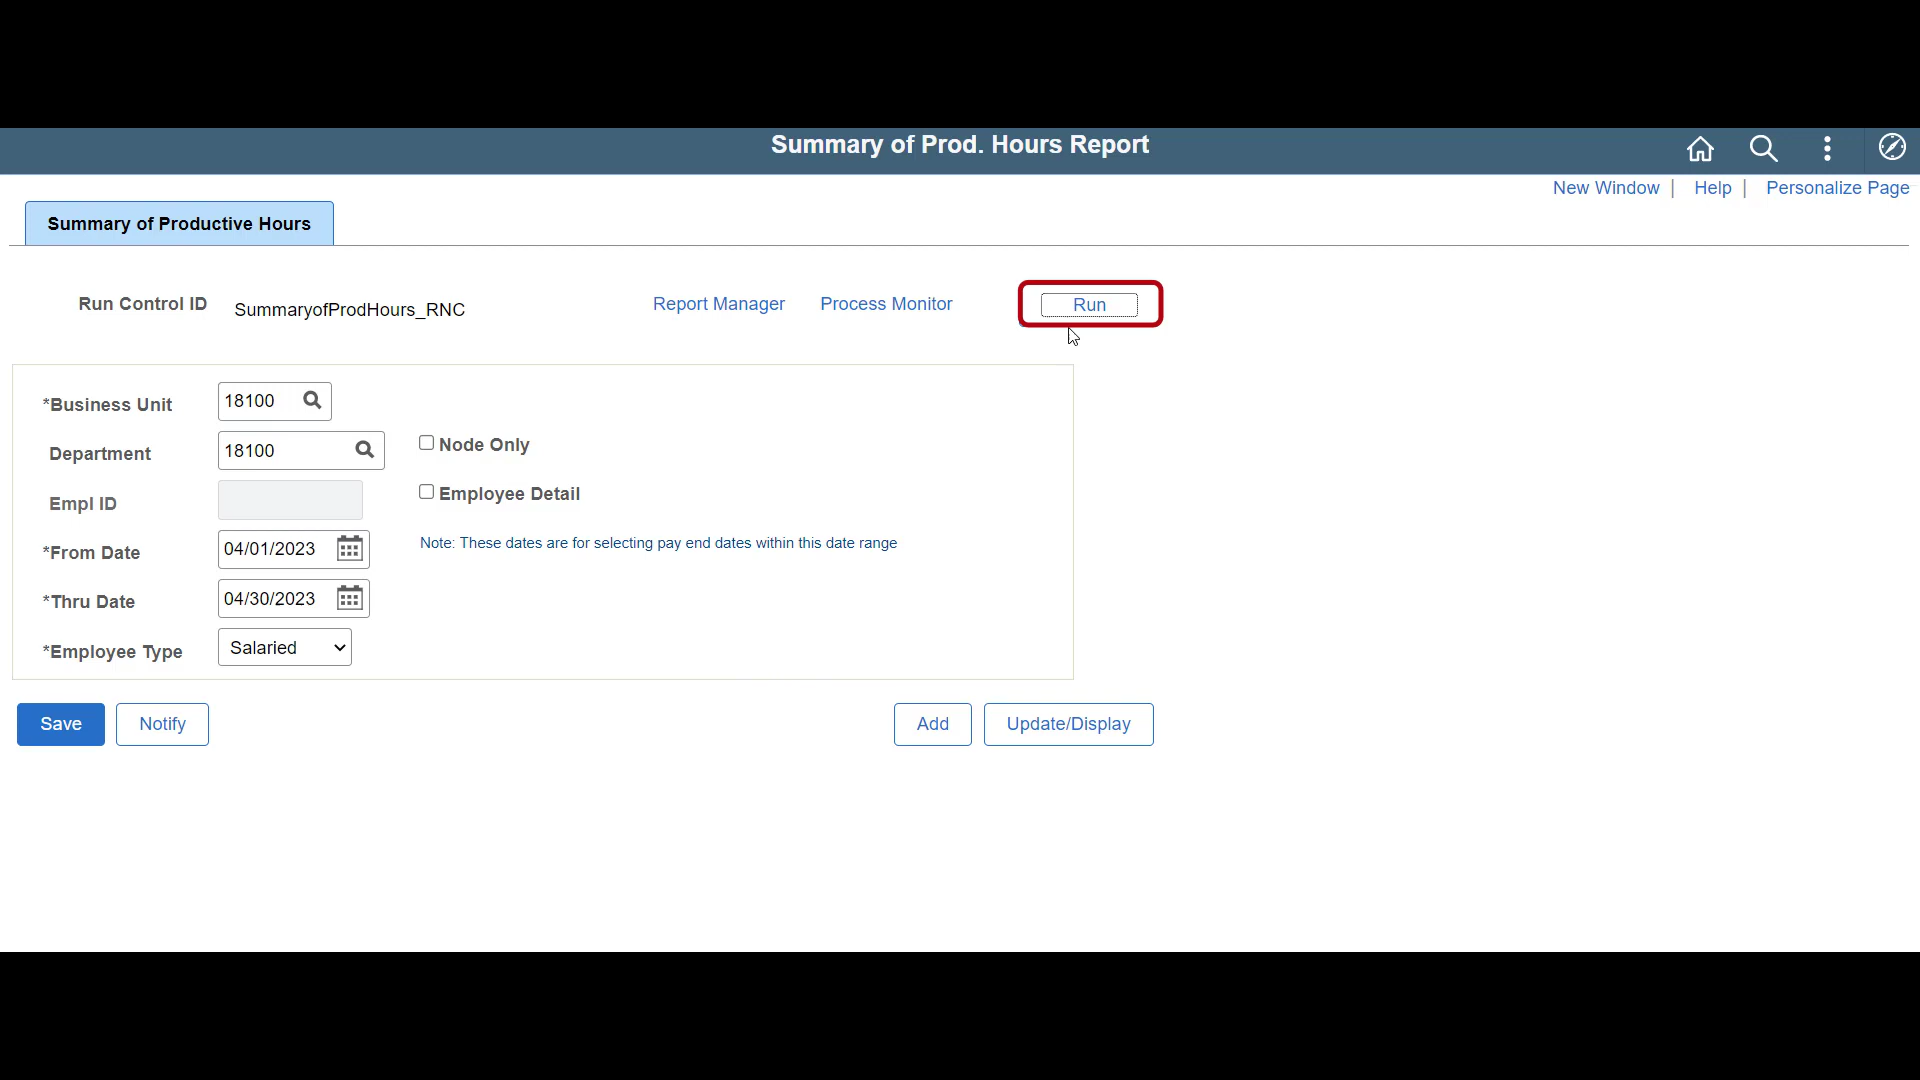 Summary of Prod. Hours Report
New Window | Help | Personalize Page
Summary of Productive Hours
Run Control ID SummaryofProdHours_RNC Report Manager Process Monitor Run
*Business Unit 18100
Department 18100 Node Only
Empl ID Employee Detail
*From Date 04/01/2023 Note: These dates are for selecting pay end dates within this date range
*Thru Date 04/30/2023
*Employee Type Salaried
Save Notify Add Update/Display